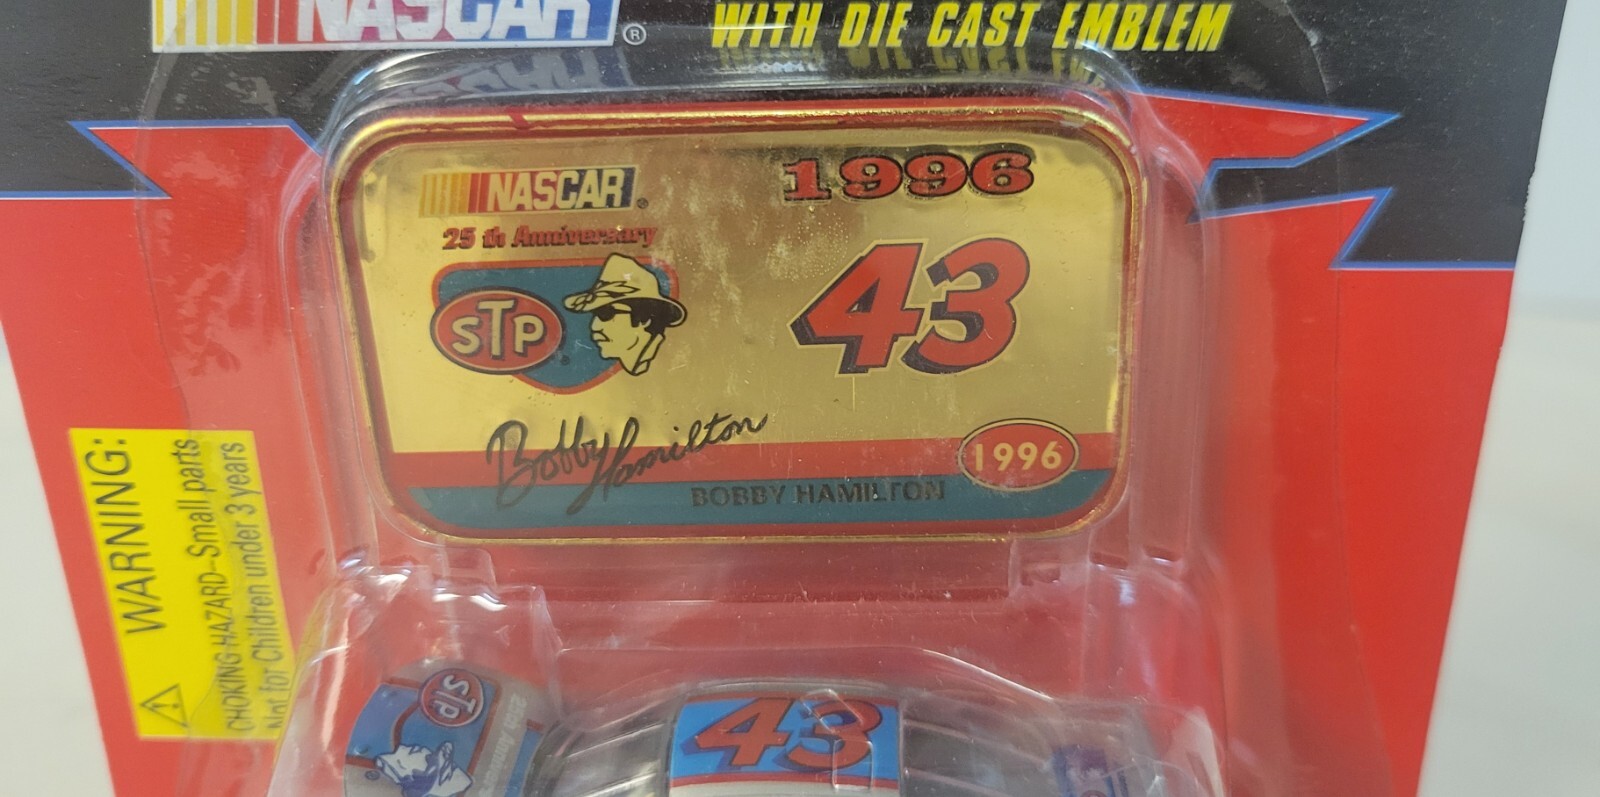 NASCAR ®
WITH DIE CAST EMBLEM
NASCAR®
1996
25 th Anniversary
43
STP®
Bobby Hamilton
1996
BOBBY HAMILTON
WARNING:
CHOKING HAZARD-Small parts
Not for Children under 3 years
STP
®
43